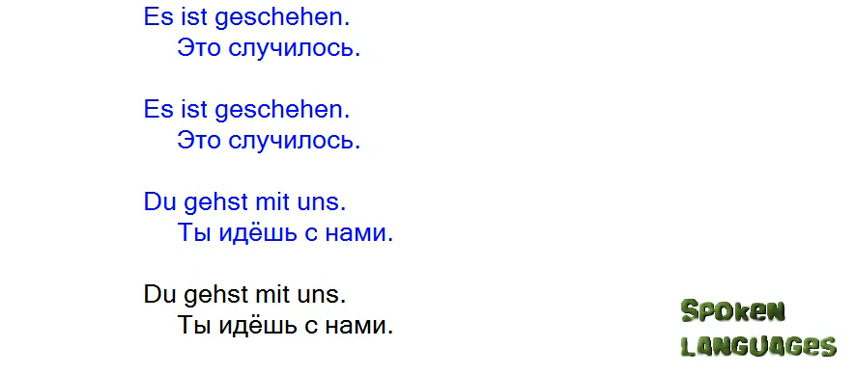 Es ist geschehen.
Это случилось.
Es ist geschehen.
Это случилось.
Du gehst mit uns.
Ты идёшь с нами.
Du gehst mit uns.
Ты идёшь с нами.
Spoken
Languages